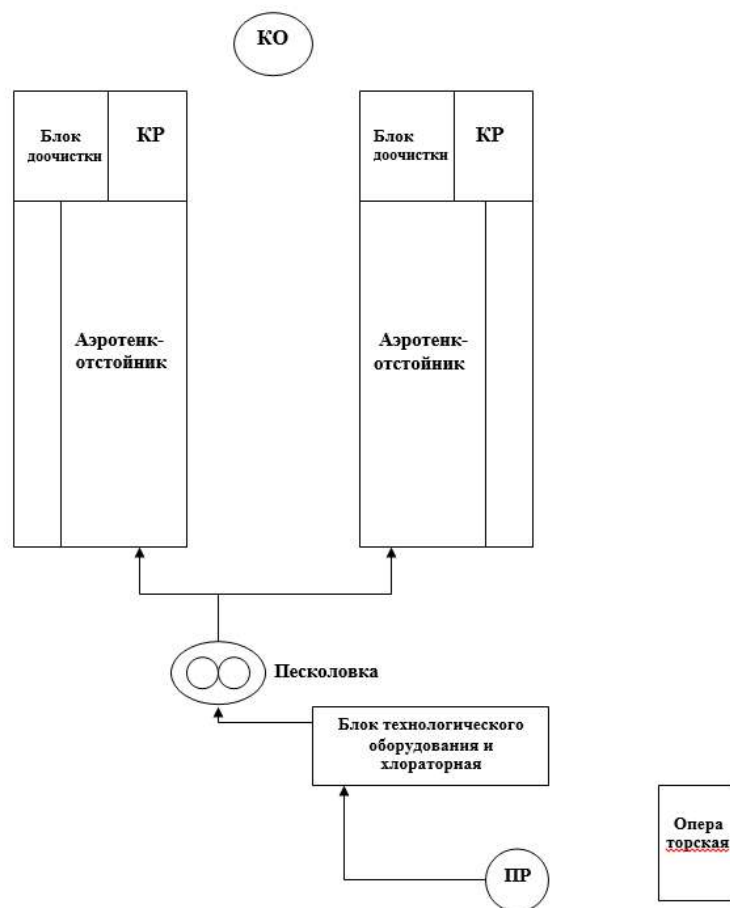 КО
Блок
доочистки
КР
Блок
доочистки
КР
Аэротенк-
отстойник
Аэротенк-
отстойник
Песколовка
Блок технологического
оборудования и
хлораторная
Опера
торская
ПР